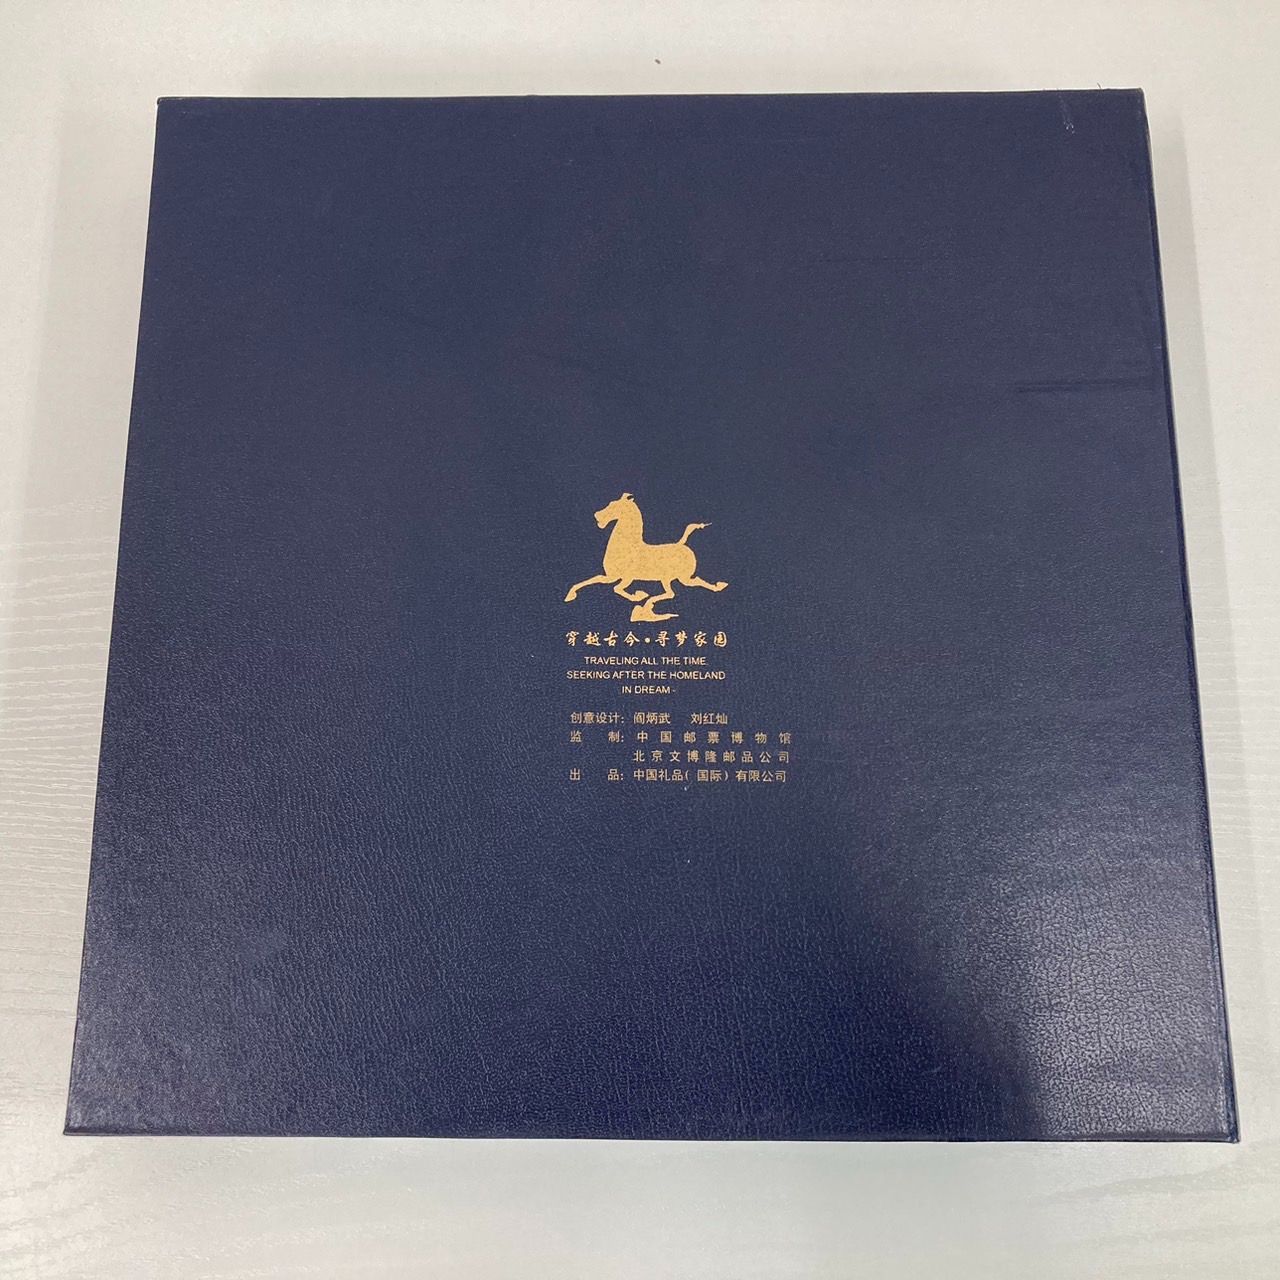 穿越古今·寻梦家园
TRAVELING ALL THE TIME
SEEKING AFTER THE HOMELAND
IN DREAM-
创意设计：阎炳武 刘红灿
监 制：中国邮票博物馆
北京文博隆邮品公司
出 品：中国礼品（国际）有限公司